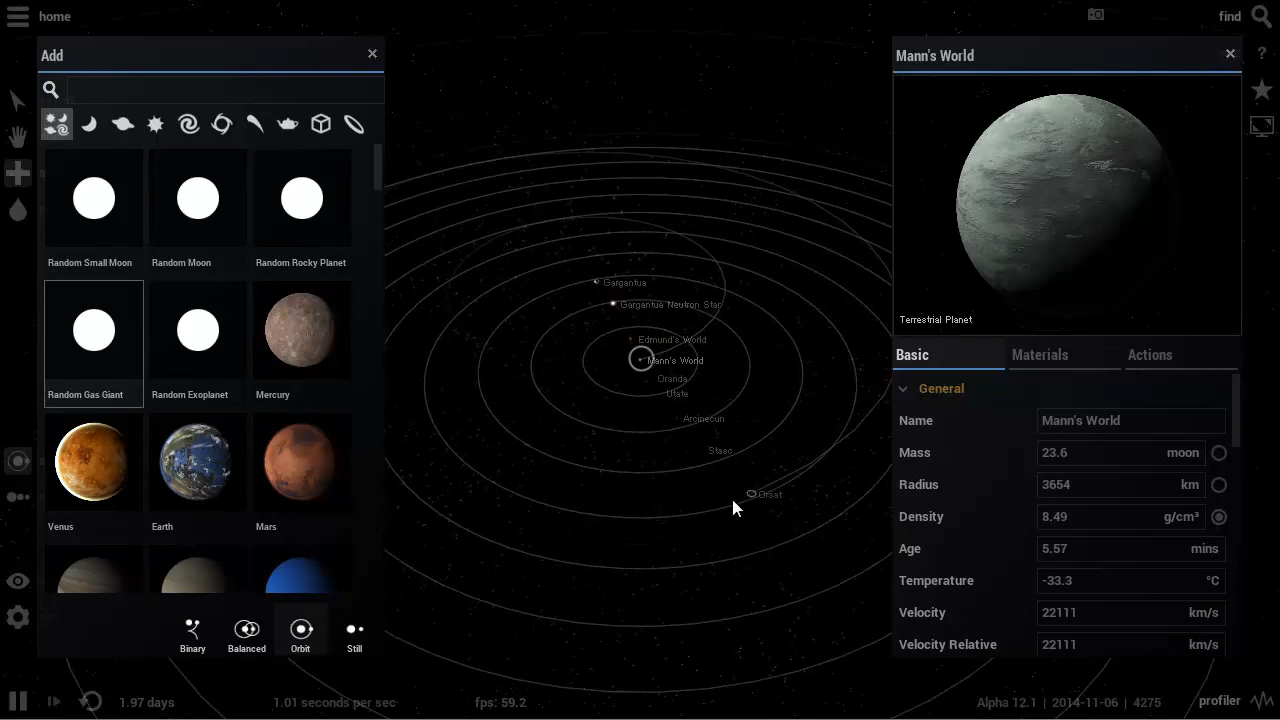 home
find
Add
Random Small Moon
Random Moon
Random Rocky Planet
Random Gas Giant
Random Exoplanet
Mercury
Venus
Earth
Mars
Binary
Balanced
Orbit
Still
Gargantua
Gargantua Neutron Star
Edmund's World
Mann's World
Oranda
Utate
Arcinecun
Stasc
Orsat
Mann's World
Terrestrial Planet
Basic
Materials
Actions
General
Name Mann's World
Mass 23.6 moon
Radius 3654 km
Density 8.49 g/cm³
Age 5.57 mins
Temperature -33.3 °C
Velocity 22111 km/s
Velocity Relative 22111 km/s
1.97 days
1.01 seconds per sec
fps: 59.2
Alpha 12.1 | 2014-11-06 | 4275
profiler